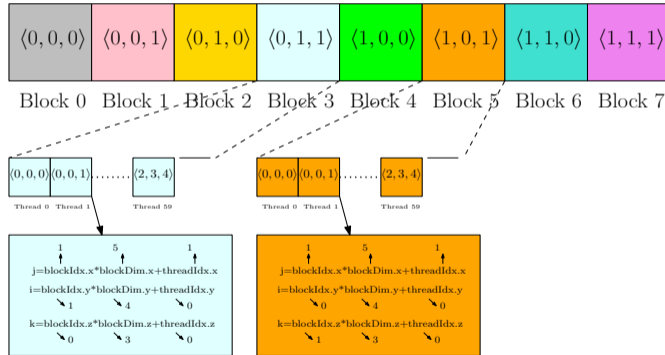 ⟨0, 0, 0⟩ ⟨0, 0, 1⟩ ⟨0, 1, 0⟩ ⟨0, 1, 1⟩ ⟨1, 0, 0⟩ ⟨1, 0, 1⟩ ⟨1, 1, 0⟩ ⟨1, 1, 1⟩
Block 0 Block 1 Block 2 Block 3 Block 4 Block 5 Block 6 Block 7
⟨0, 0, 0⟩ ⟨0, 0, 1⟩ ........ ⟨2, 3, 4⟩
Thread 0 Thread 1 Thread 59
1 5 1
j=blockIdx.x*blockDim.x+threadIdx.x
i=blockIdx.y*blockDim.y+threadIdx.y
1 4 0
k=blockIdx.z*blockDim.z+threadIdx.z
0 3 0
⟨0, 0, 0⟩ ⟨0, 0, 1⟩ ........ ⟨2, 3, 4⟩
Thread 0 Thread 1 Thread 59
1 5 1
j=blockIdx.x*blockDim.x+threadIdx.x
i=blockIdx.y*blockDim.y+threadIdx.y
0 4 0
k=blockIdx.z*blockDim.z+threadIdx.z
1 3 0